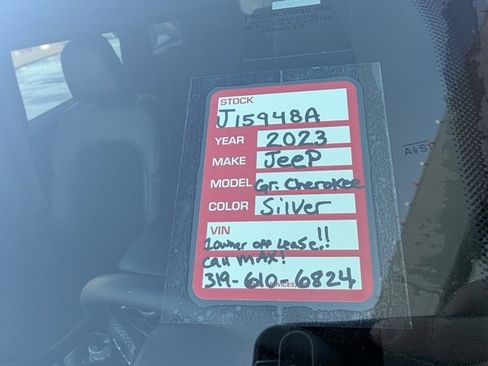 STOCK
J15948A
YEAR 2023
MAKE Jeep
MODEL Gr. Cherokee
COLOR Silver
VIN
1owner off Lease!!
Call MAX!
319-610-6824